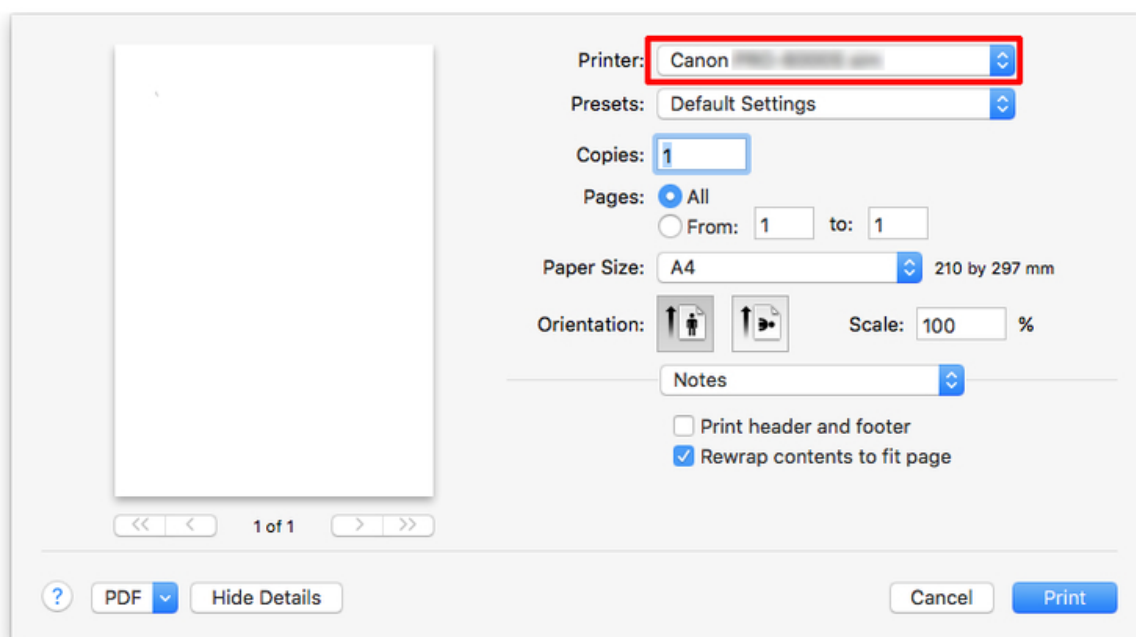 Printer: Canon
Presets: Default Settings
Copies: 1
Pages: All
From: 1 to: 1
Paper Size: A4 210 by 297 mm
Orientation: Scale: 100 %
Notes
Print header and footer
Rewrap contents to fit page
<< < 1 of 1 > >>
? PDF Hide Details Cancel Print